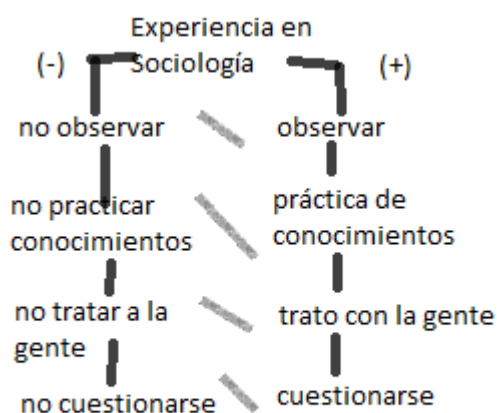 Experiencia en
(-) Sociología (+)
no observar observar
no practicar
conocimientos
práctica de
conocimientos
no tratar a la
gente
trato con la gente
no cuestionarse cuestionarse